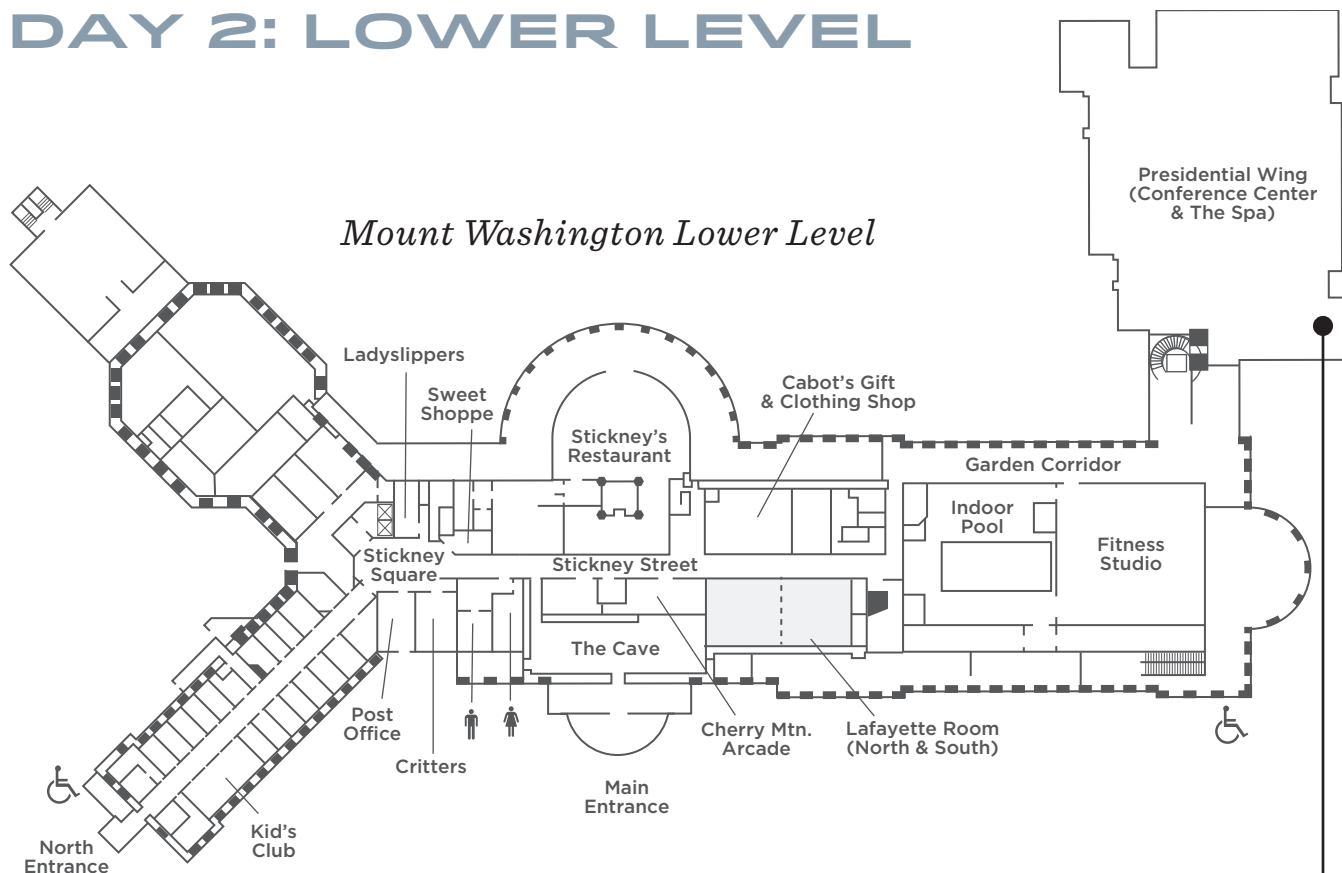 DAY 2: LOWER LEVEL
Presidential Wing
(Conference Center
& The Spa)
Mount Washington Lower Level
Ladyslippers
Sweet
Shoppe
Cabot's Gift
& Clothing Shop
Stickney's
Restaurant
Garden Corridor
Indoor
Pool
Fitness
Studio
Stickney
Square
Stickney Street
The Cave
Post
Office
Critters
Cherry Mtn.
Arcade
Lafayette Room
(North & South)
Main
Entrance
Kid's
Club
North
Entrance